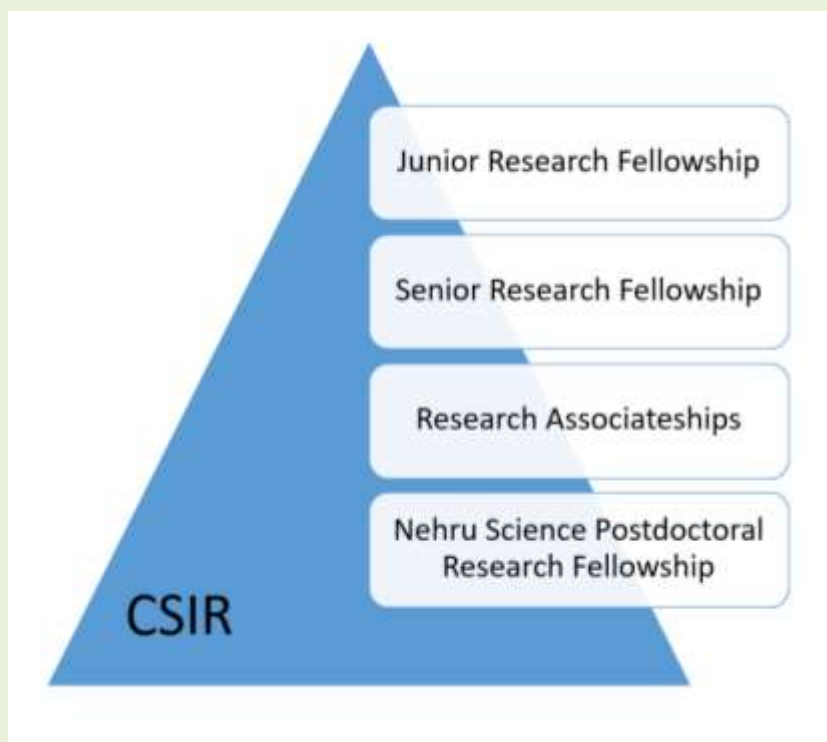 Junior Research Fellowship
Senior Research Fellowship
Research Associateships
Nehru Science Postdoctoral
Research Fellowship
CSIR